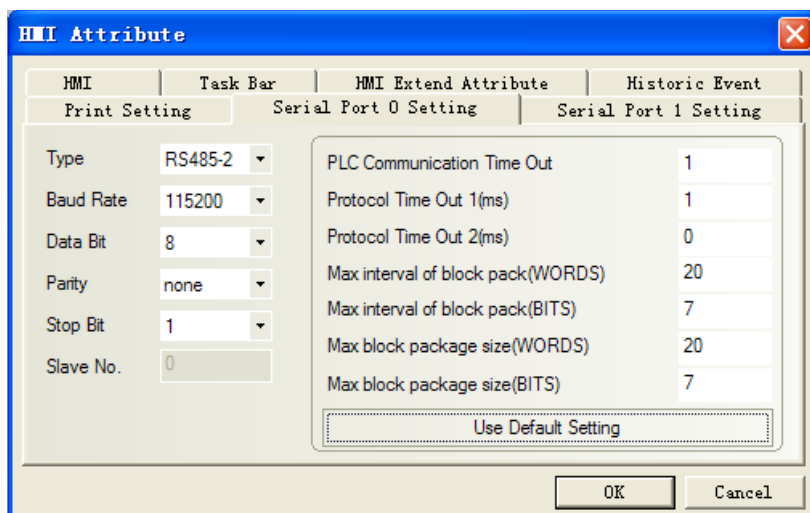 HMI Attribute
HMI
Task Bar
HMI Extend Attribute
Historic Event
Print Setting
Serial Port 0 Setting
Serial Port 1 Setting
Type RS485-2
Baud Rate 115200
Data Bit 8
Parity none
Stop Bit 1
Slave No. 0
PLC Communication Time Out 1
Protocol Time Out 1(ms) 1
Protocol Time Out 2(ms) 0
Max interval of block pack(WORDS) 20
Max interval of block pack(BITS) 7
Max block package size(WORDS) 20
Max block package size(BITS) 7
Use Default Setting
OK
Cancel